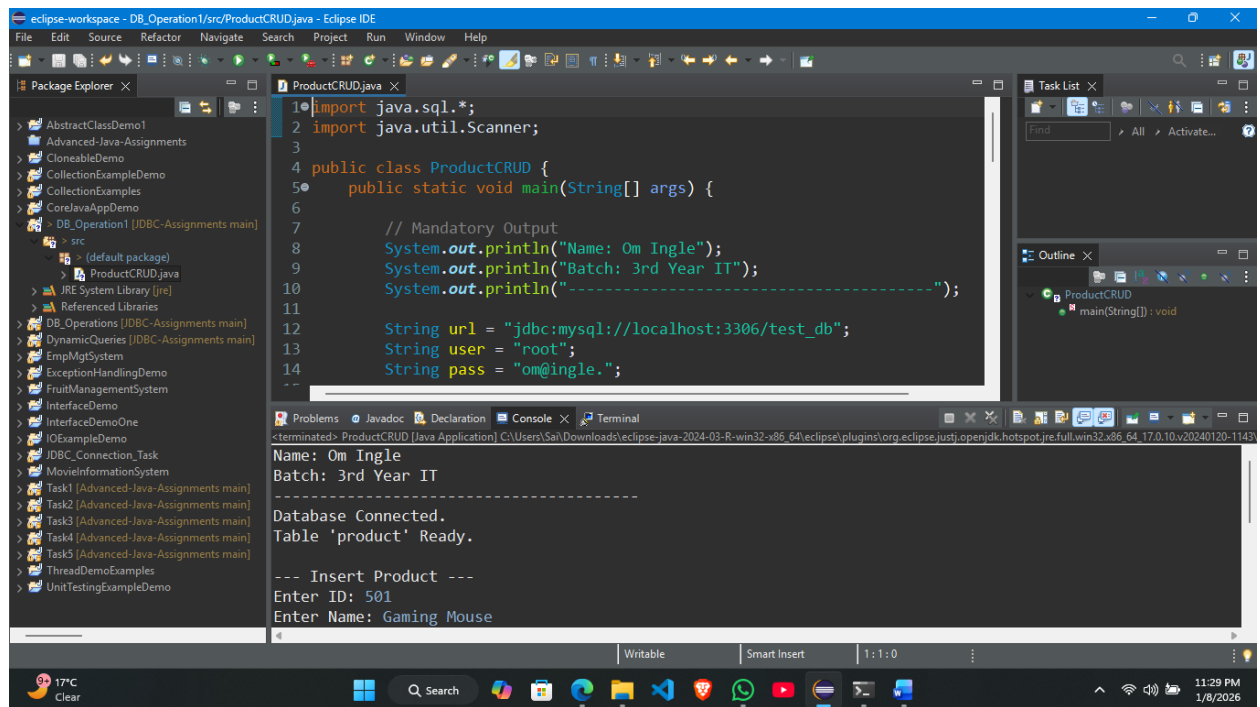 eclipse-workspace - DB_Operation1/src/ProductCRUD.java - Eclipse IDE
File Edit Source Refactor Navigate Search Project Run Window Help
Package Explorer
AbstractClassDemo1
Advanced-Java-Assignments
CloneableDemo
CollectionExampleDemo
CollectionExamples
CoreJavaAppDemo
> DB_Operation1 [JDBC-Assignments main]
> src
> (default package)
ProductCRUD.java
JRE System Library [jre]
Referenced Libraries
DB_Operations [JDBC-Assignments main]
DynamicQueries [JDBC-Assignments main]
EmpMgtSystem
ExceptionHandlingDemo
FruitManagementSystem
InterfaceDemo
InterfaceDemoOne
IOExampleDemo
JDBC_Connection_Task
MovieInformationSystem
Task1 [Advanced-Java-Assignments main]
Task2 [Advanced-Java-Assignments main]
Task3 [Advanced-Java-Assignments main]
Task4 [Advanced-Java-Assignments main]
Task5 [Advanced-Java-Assignments main]
ThreadDemoExamples
UnitTestingExampleDemo
ProductCRUD.java
1 import java.sql.*;
2 import java.util.Scanner;
3
4 public class ProductCRUD {
5 public static void main(String[] args) {
6
7 // Mandatory Output
8 System.out.println("Name: Om Ingle");
9 System.out.println("Batch: 3rd Year IT");
10 System.out.println("----------------------------------------");
11
12 String url = "jdbc:mysql://localhost:3306/test_db";
13 String user = "root";
14 String pass = "om@ingle.";
Task List
Find All Activate...
Outline
ProductCRUD
main(String[]) : void
Problems Javadoc Declaration Console Terminal
<terminated> ProductCRUD [Java Application] C:\Users\Sai\Downloads\eclipse-java-2024-03-R-win32-x86_64\eclipse\plugins\org.eclipse.justj.openjdk.hotspot.jre.full.win32.x86_64_17.0.10.v20240120-1143\
Name: Om Ingle
Batch: 3rd Year IT
----------------------------------------
Database Connected.
Table 'product' Ready.
--- Insert Product ---
Enter ID: 501
Enter Name: Gaming Mouse
Writable Smart Insert 1 : 1 : 0
9+ 17°C
Clear
Search
11:29 PM
1/8/2026